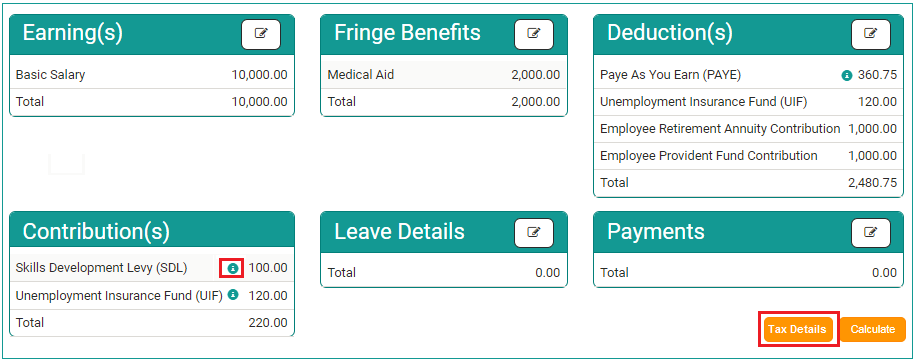 Earning(s)
Basic Salary 10,000.00
Total 10,000.00
Fringe Benefits
Medical Aid 2,000.00
Total 2,000.00
Deduction(s)
Paye As You Earn (PAYE) 360.75
Unemployment Insurance Fund (UIF) 120.00
Employee Retirement Annuity Contribution 1,000.00
Employee Provident Fund Contribution 1,000.00
Total 2,480.75
Contribution(s)
Skills Development Levy (SDL) 100.00
Unemployment Insurance Fund (UIF) 120.00
Total 220.00
Leave Details
Total 0.00
Payments
Total 0.00
Tax Details Calculate